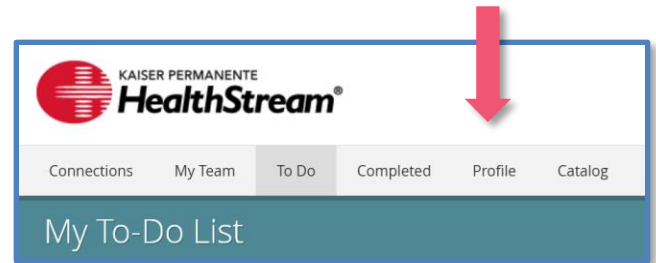 KAISER PERMANENTE
HealthStream®
Connections My Team To Do Completed Profile Catalog
My To-Do List